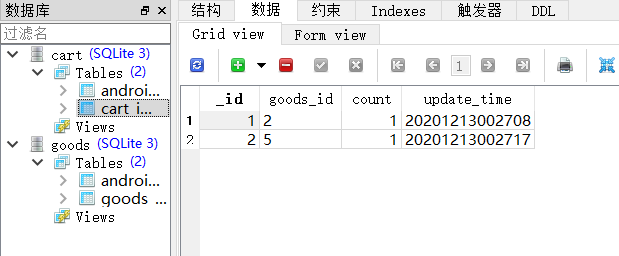 数据库
过滤名
cart (SQLite 3)
Tables (2)
androi...
cart_i...
Views
goods (SQLite 3)
Tables (2)
androi...
goods_...
Views
结构 数据 约束 Indexes 触发器 DDL
Grid view Form view
1
_id goods_id count update_time
1 1 2 1 20201213002708
2 2 5 1 20201213002717